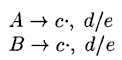 A → c·, d/e
B → c·, d/e